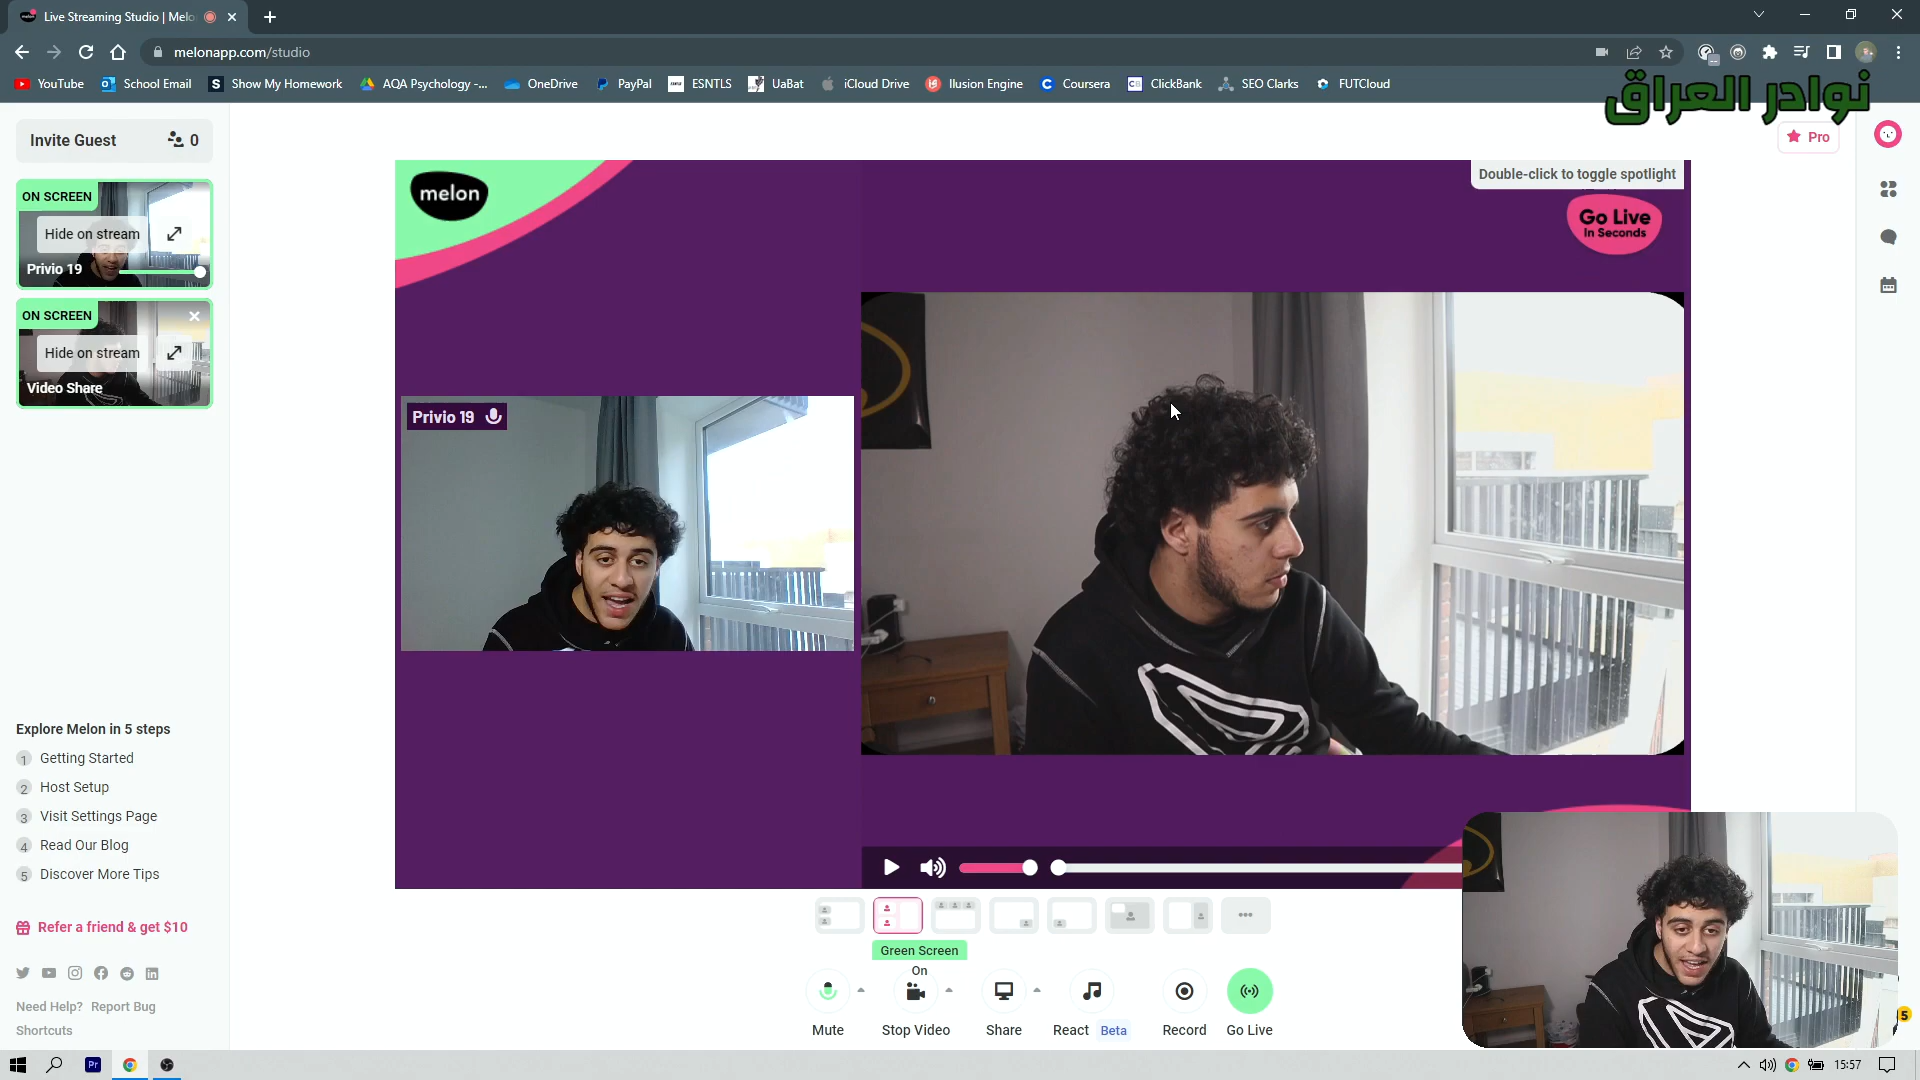 Live Streaming Studio | Melo
melonapp.com/studio
YouTube
School Email
S
Show My Homework
AQA Psychology -...
OneDrive
PayPal
ESNTLS
UaBat
iCloud Drive
Ilusion Engine
Coursera
ClickBank
SEO Clarks
FUTCloud
نوادر العراق
Invite Guest
0
Pro
ON SCREEN
Hide on stream
Privio 19
ON SCREEN
Hide on stream
Video Share
melon
Double-click to toggle spotlight
Go Live
In Seconds
Privio 19
Explore Melon in 5 steps
1 Getting Started
2 Host Setup
3 Visit Settings Page
4 Read Our Blog
5 Discover More Tips
Refer a friend & get $10
Need Help? Report Bug
Shortcuts
Green Screen
On
Mute
Stop Video
Share
React Beta
Record
Go Live
5
Pr
15:57